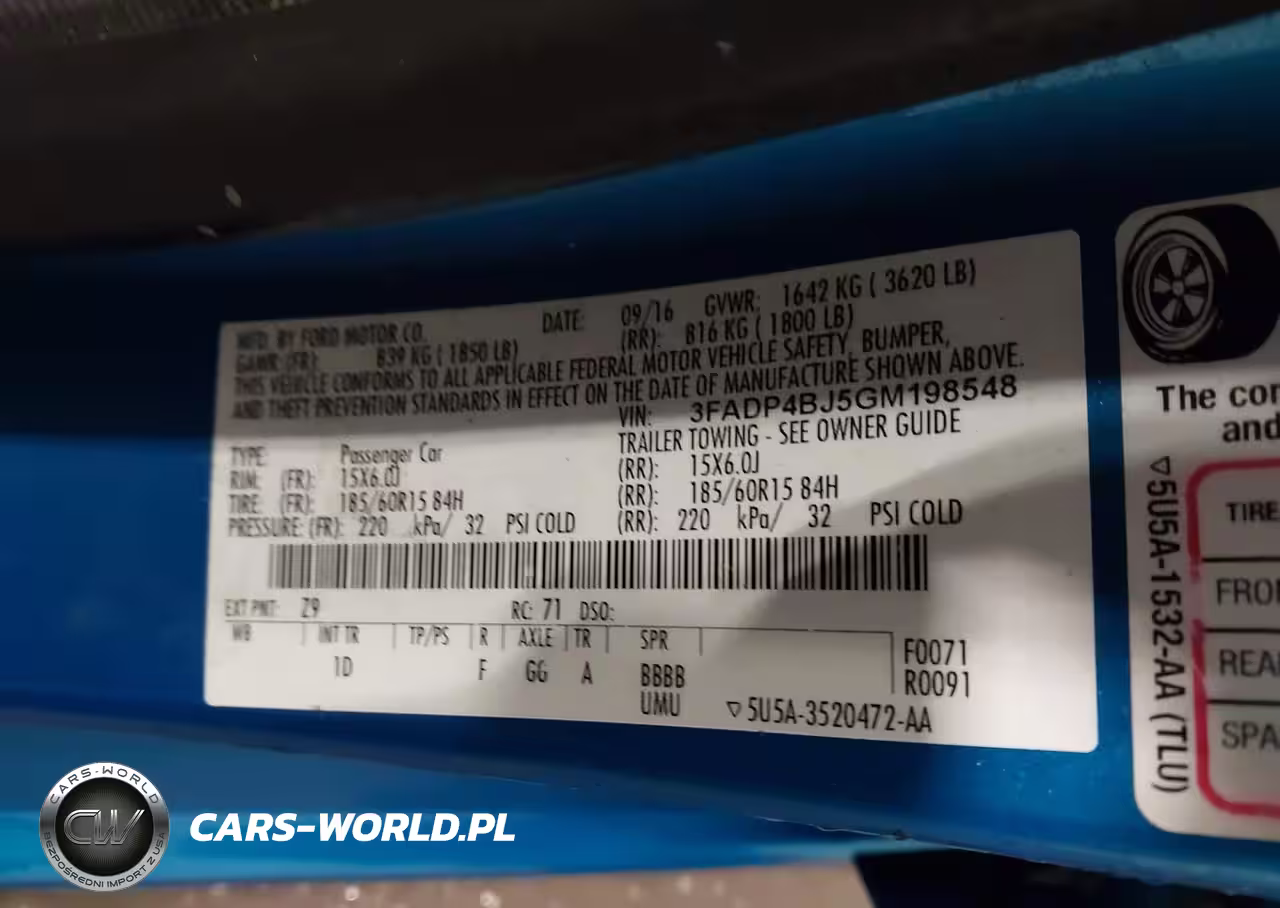 MFD. BY FORD MOTOR CO. DATE: 09/16 GVWR: 1642 KG ( 3620 LB)
GAWR: (FR): 839 KG ( 1850 LB) (RR): 816 KG ( 1800 LB)
THIS VEHICLE CONFORMS TO ALL APPLICABLE FEDERAL MOTOR VEHICLE SAFETY, BUMPER,
AND THEFT PREVENTION STANDARDS IN EFFECT ON THE DATE OF MANUFACTURE SHOWN ABOVE.
VIN: 3FADP4BJ5GM198548
TYPE: Passenger Car TRAILER TOWING - SEE OWNER GUIDE
RIM: (FR): 15X6.0J (RR): 15X6.0J
TIRE: (FR): 185/60R15 84H (RR): 185/60R15 84H
PRESSURE: (FR): 220 kPa/ 32 PSI COLD (RR): 220 kPa/ 32 PSI COLD
EXT PNT: Z9 RC: 71 DSO:
WB INT TR TP/PS R AXLE TR SPR
1D F GG A BBBB
UMU
F0071
R0091
▽5U5A-3520472-AA
The con
and
TIRE
FRO
REA
SPA
▽5U5A-1532-AA (TLU)
CARS-WORLD
CW
BEZPOŚREDNI IMPORT Z USA
CARS-WORLD.PL